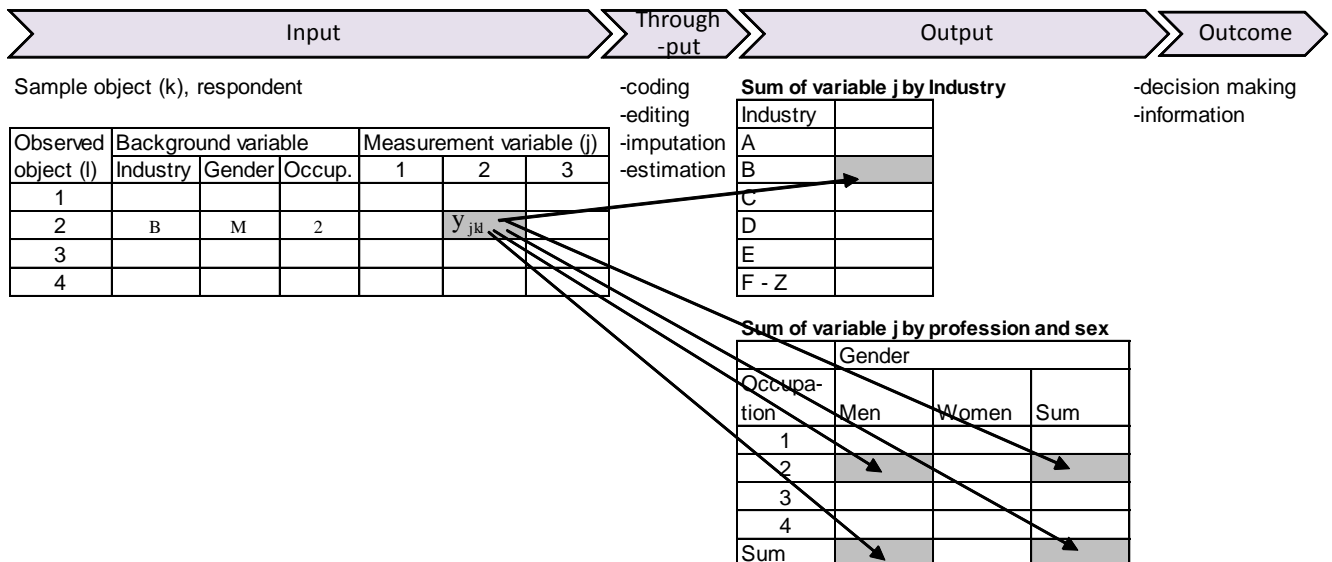 Input
Through
-put
Output
Outcome
Sample object (k), respondent
Observed Background variable Measurement variable (j)
object (l) Industry Gender Occup. 1 2 3
1
2 B M 2 y jkl
3
4
-coding
-editing
-imputation
-estimation
Sum of variable j by Industry
Industry
A
B
C
D
E
F - Z
Sum of variable j by profession and sex
Gender
Occupa-
tion Men Women Sum
1
2
3
4
Sum
-decision making
-information